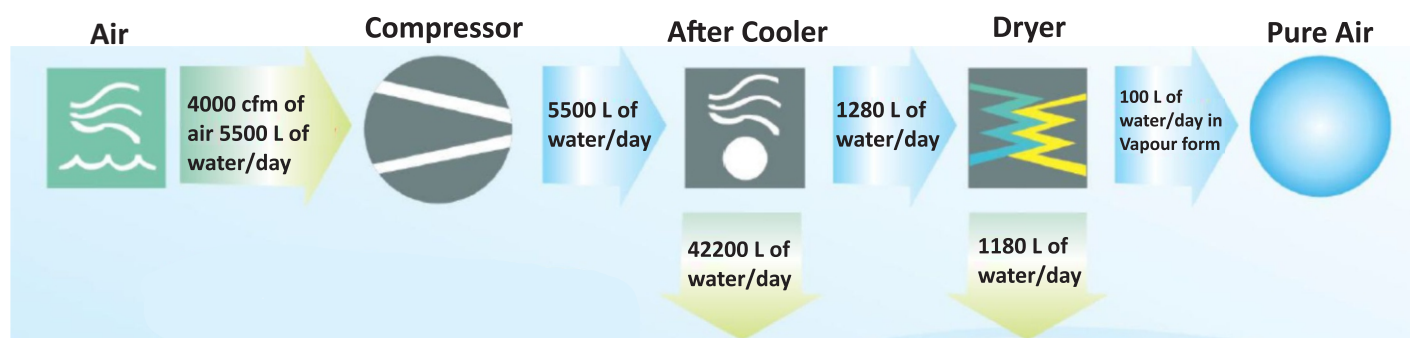 Air
Compressor
After Cooler
Dryer
Pure Air
4000 cfm of
air 5500 L of
water/day
5500 L of
water/day
1280 L of
water/day
100 L of
water/day in
Vapour form
42200 L of
water/day
1180 L of
water/day